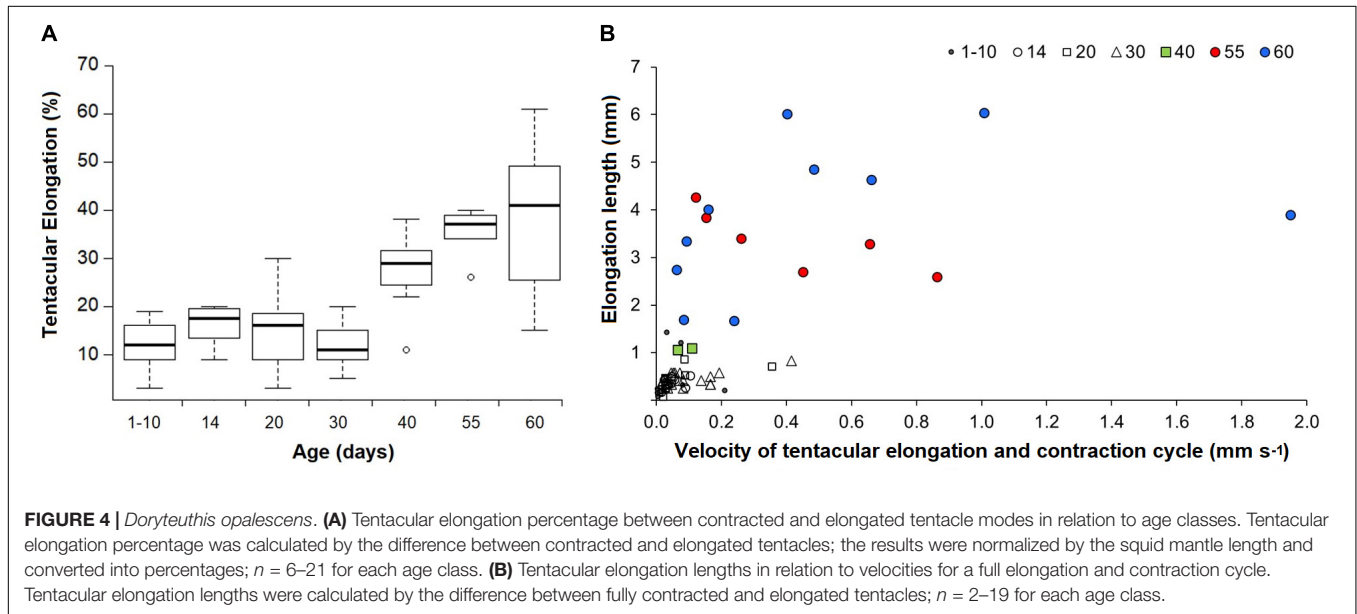 A
Tentacular Elongation (%)
70
60
50
40
30
20
10
1-10 14 20 30 40 55 60
Age (days)
B
1-10 14 20 30 40 55 60
Elongation length (mm)
7
6
5
4
3
2
1
0.0 0.2 0.4 0.6 0.8 1.0 1.2 1.4 1.6 1.8 2.0
Velocity of tentacular elongation and contraction cycle (mm s-1)
FIGURE 4 | Doryteuthis opalescens. (A) Tentacular elongation percentage between contracted and elongated tentacle modes in relation to age classes. Tentacular
elongation percentage was calculated by the difference between contracted and elongated tentacles; the results were normalized by the squid mantle length and
converted into percentages; n = 6–21 for each age class. (B) Tentacular elongation lengths in relation to velocities for a full elongation and contraction cycle.
Tentacular elongation lengths were calculated by the difference between fully contracted and elongated tentacles; n = 2–19 for each age class.